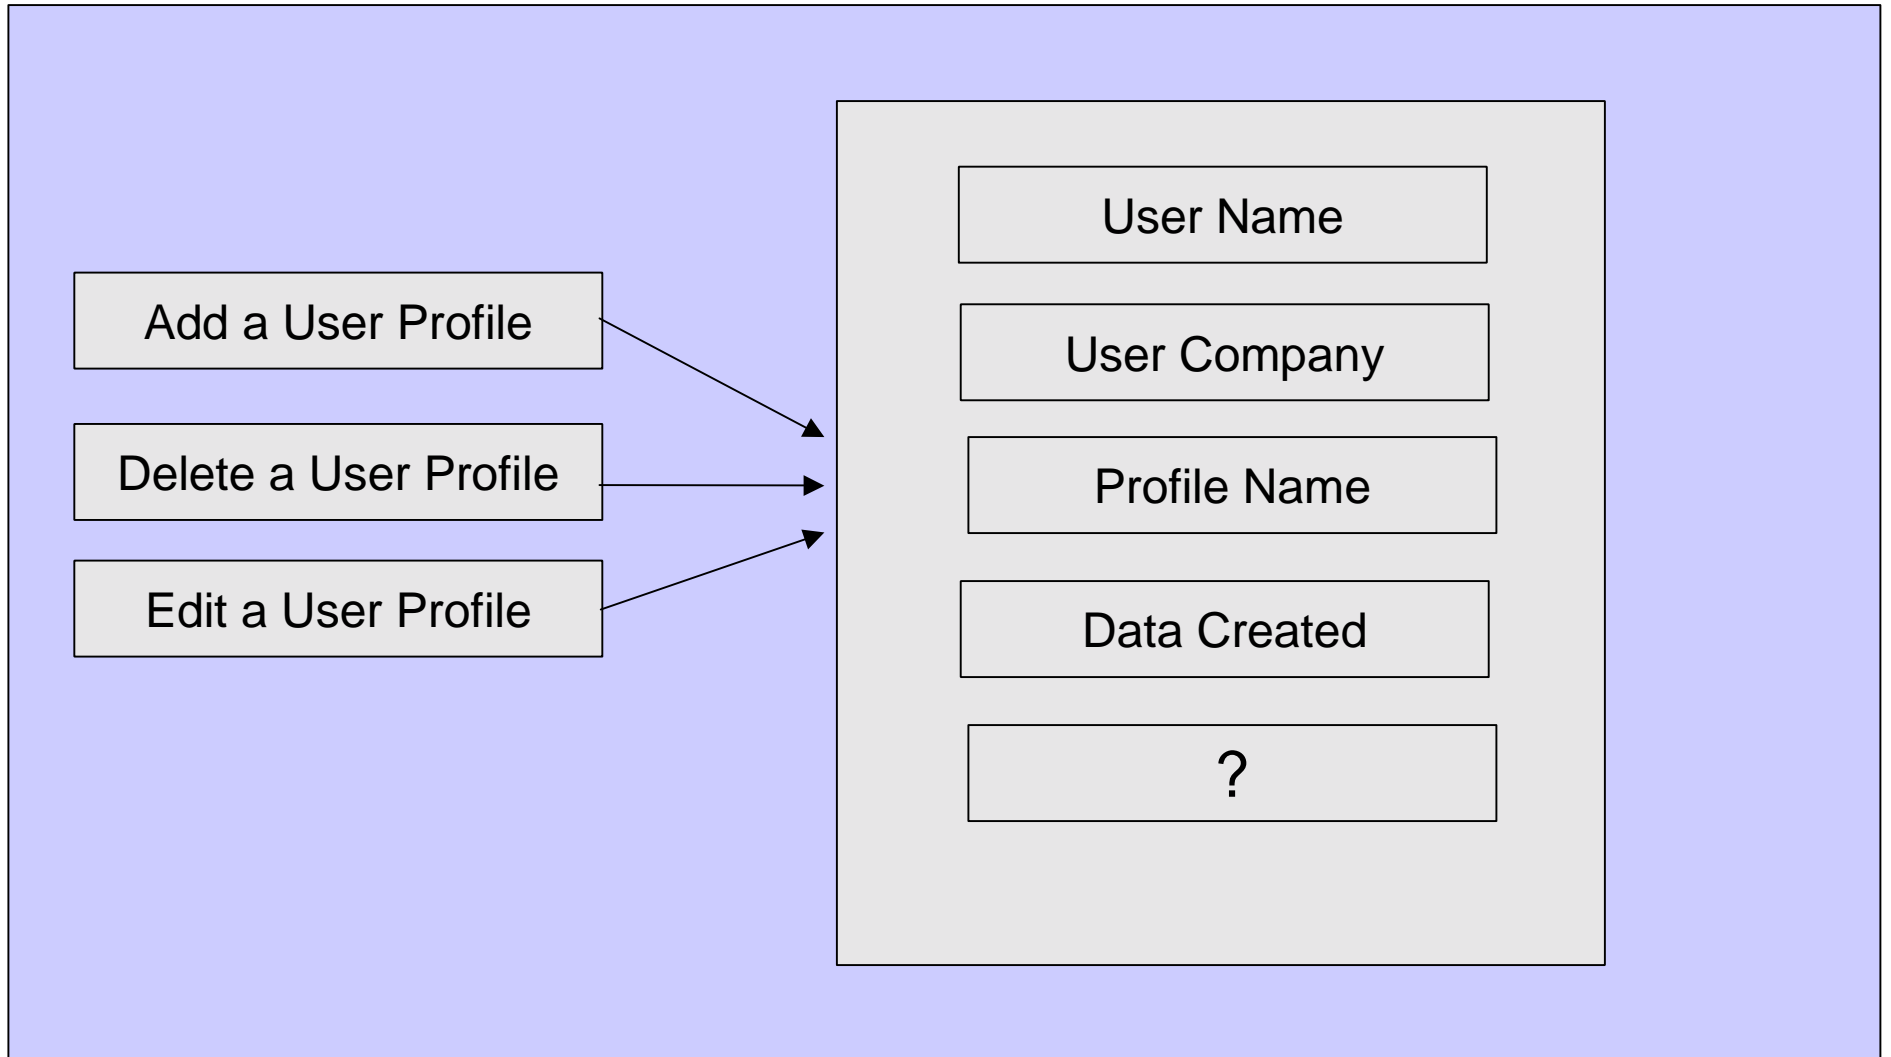 Add a User Profile
Delete a User Profile
Edit a User Profile
User Name
User Company
Profile Name
Data Created
?